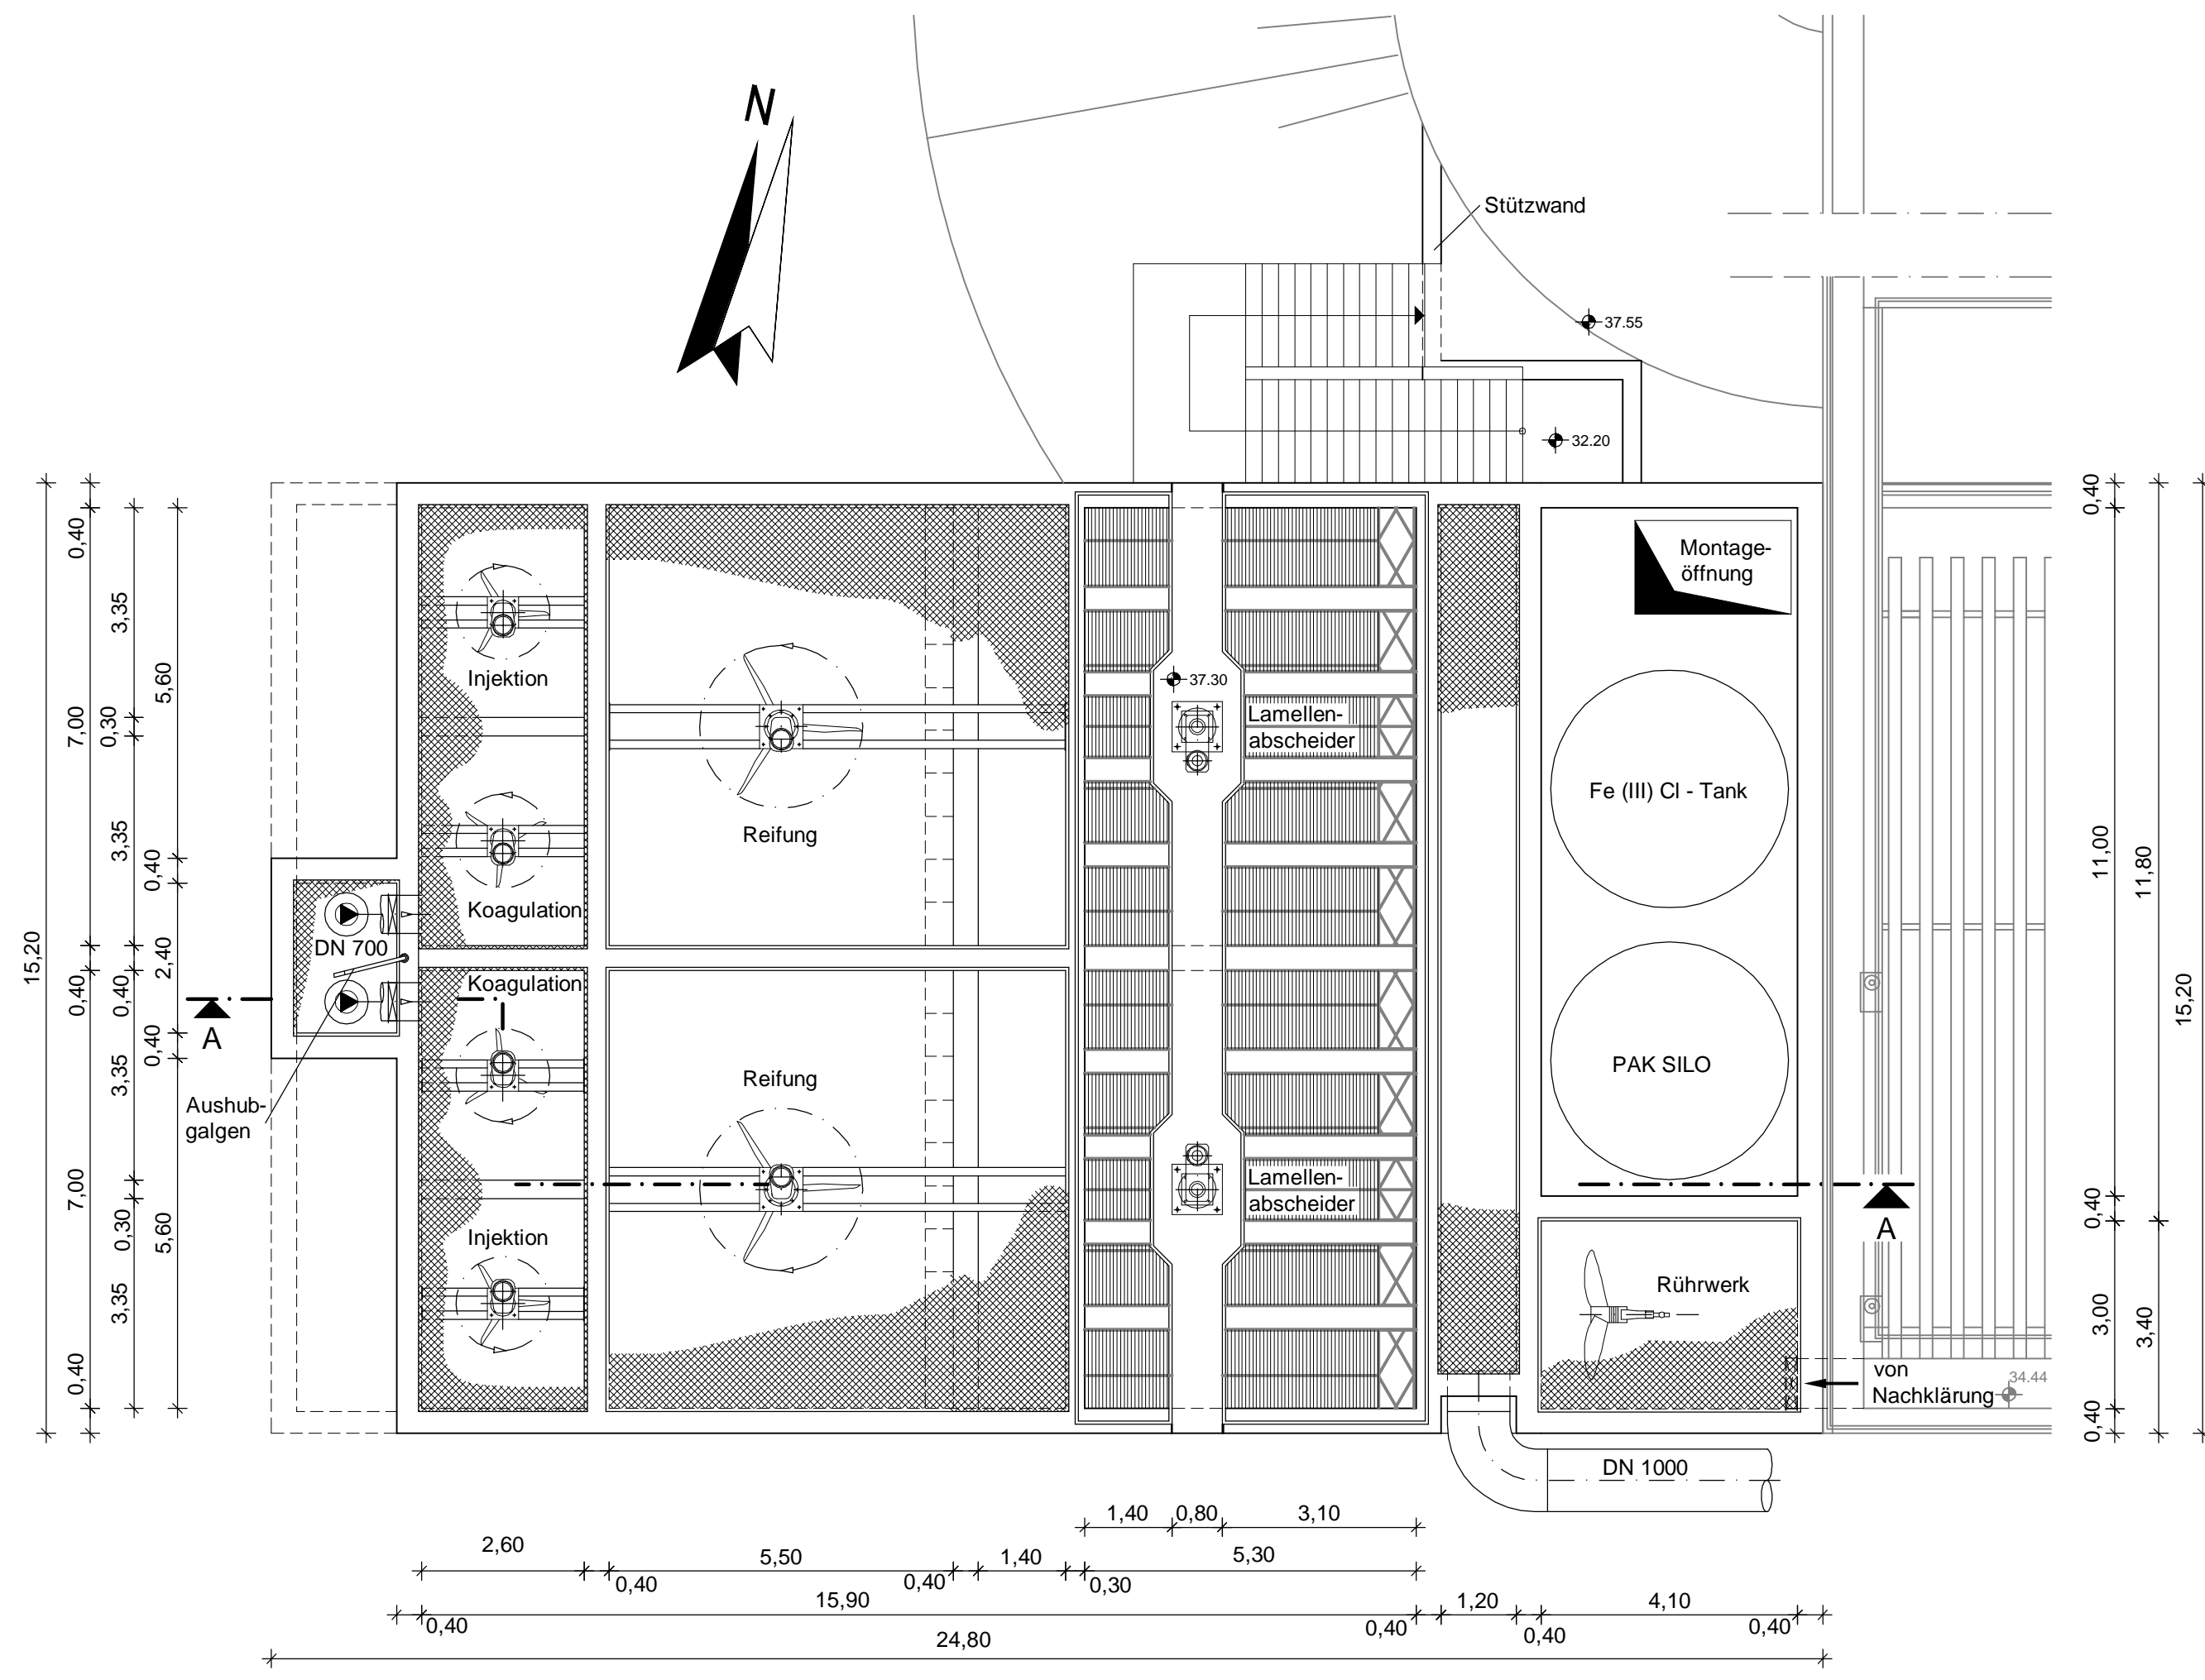 N
Stützwand
37.55
32.20
Montage-
öffnung
Injektion
37.30
Lamellen-
abscheider
Fe (III) Cl - Tank
Reifung
Koagulation
DN 700
Koagulation
A
PAK SILO
Reifung
Aushub-
galgen
Lamellen-
abscheider
A
Injektion
Rührwerk
von
Nachklärung
34.44
DN 1000
15,20
0,40
7,00
0,40
7,00
0,40
3,35
0,30
3,35
0,40
3,35
0,30
3,35
5,60
0,40
2,40
0,40
5,60
0,40
11,00
0,40
3,00
0,40
11,80
3,40
15,20
1,40
0,80
3,10
2,60
0,40
5,50
0,40
1,40
0,30
5,30
0,40
15,90
0,40
1,20
0,40
4,10
0,40
24,80